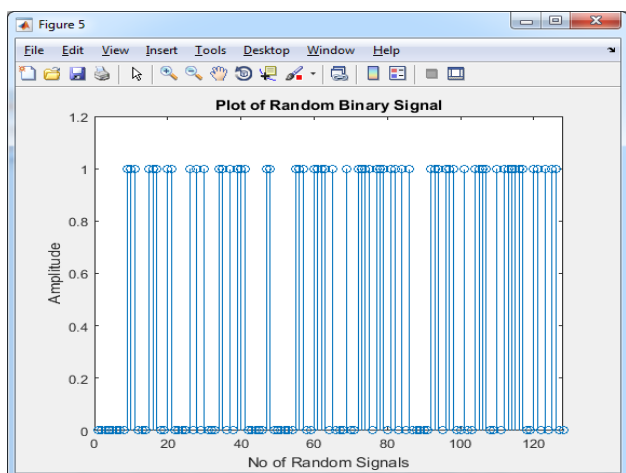 Figure 5
File Edit View Insert Tools Desktop Window Help
Plot of Random Binary Signal
1.2
1
0.8
0.6
0.4
0.2
0
Amplitude
0 20 40 60 80 100 120
No of Random Signals